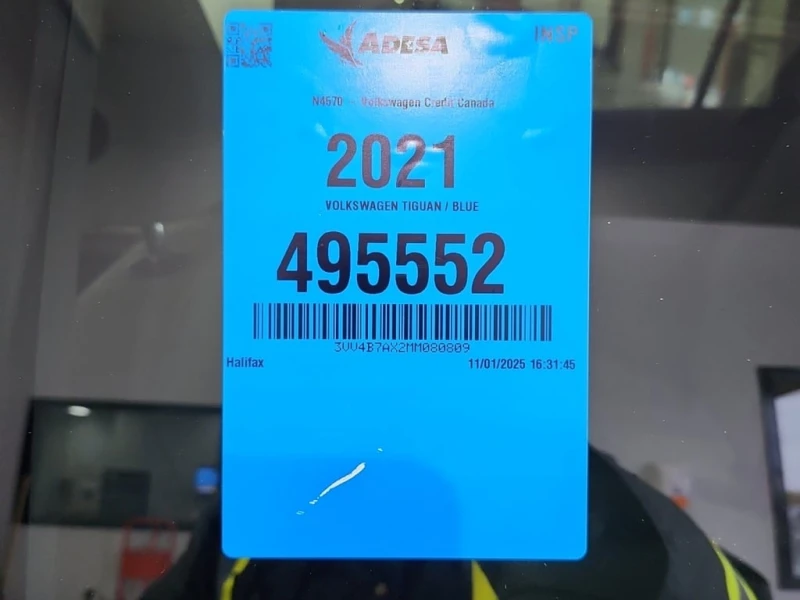 ADESA
INSP
N4570 - Volkswagen Credit Canada
2021
VOLKSWAGEN TIGUAN / BLUE
495552
3VV4B7AX2MM080809
Halifax
11/01/2025 16:31:45